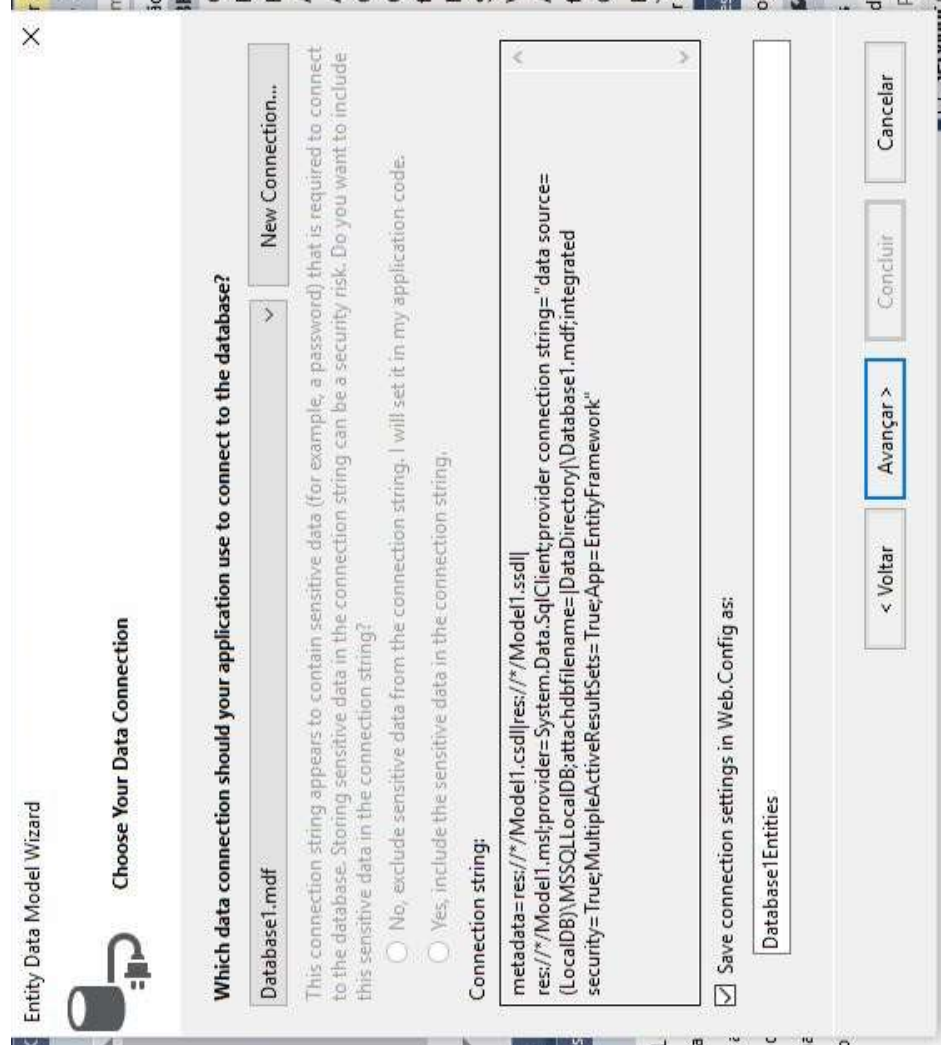 Entity Data Model Wizard
Choose Your Data Connection
Which data connection should your application use to connect to the database?
Database1.mdf
New Connection...
This connection string appears to contain sensitive data (for example, a password) that is required to connect
to the database. Storing sensitive data in the connection string can be a security risk. Do you want to include
this sensitive data in the connection string?
No, exclude sensitive data from the connection string. I will set it in my application code.
Yes, include the sensitive data in the connection string.
Connection string:
metadata=res://*/Model1.csdl|res://*/Model1.ssdl|
res://*/Model1.msl;provider=System.Data.SqlClient;provider connection string="data source=
(LocalDB)\MSSQLLocalDB;attachdbfilename=|DataDirectory|\Database1.mdf;integrated
security=True;MultipleActiveResultSets=True;App=EntityFramework"
Save connection settings in Web.Config as:
Database1Entities
< Voltar
Avançar >
Concluir
Cancelar